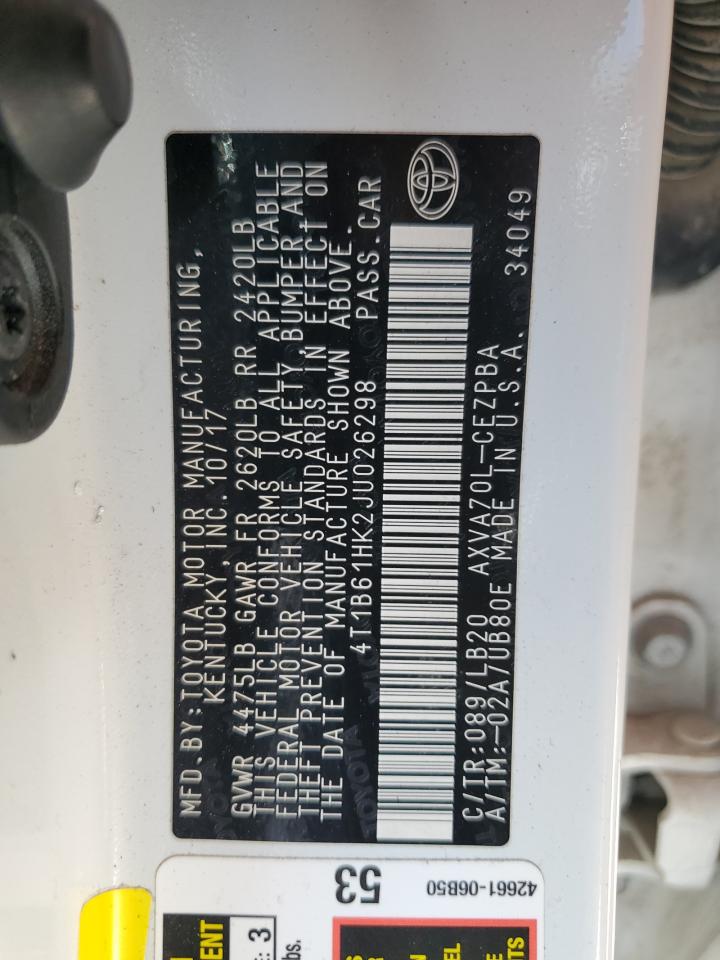 MFD.BY:TOYOTA MOTOR MANUFACTURING,
KENTUCKY, INC. 10/17
GVWR 4475LB GAWR FR 2620LB RR 2420LB
THIS VEHICLE CONFORMS TO ALL APPLICABLE
FEDERAL MOTOR VEHICLE SAFETY, BUMPER, AND
THEFT PREVENTION STANDARDS IN EFFECT ON
THE DATE OF MANUFACTURE SHOWN ABOVE.
4T1B61HK2JU026298 PASS.CAR
C/TR:089/LB20 AXVA70L-CEZPBA
A/TM:-02A/UB80E MADE IN U.S.A. 34049
53
42661-06B50
3